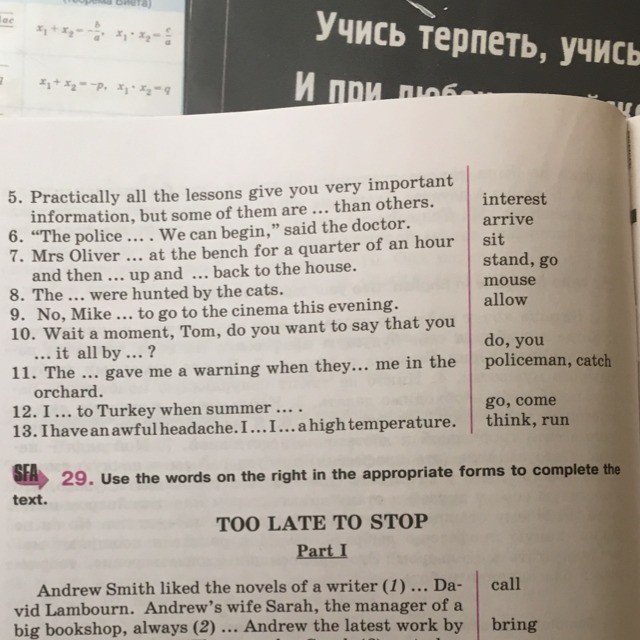 (Теорема Виета)
x₁ + x₂ = -b/a, x₁ · x₂ = c/a
x₁ + x₂ = -p, x₁ · x₂ = q
Учись терпеть, учись
И при
5. Practically all the lessons give you very important
information, but some of them are ... than others.
interest
6. “The police ... . We can begin,” said the doctor.
arrive
7. Mrs Oliver ... at the bench for a quarter of an hour
sit
and then ... up and ... back to the house.
stand, go
8. The ... were hunted by the cats.
mouse
9. No, Mike ... to go to the cinema this evening.
allow
10. Wait a moment, Tom, do you want to say that you
... it all by ... ?
do, you
11. The ... gave me a warning when they... me in the
policeman, catch
orchard.
12. I ... to Turkey when summer ... .
go, come
13. I have an awful headache. I ... I ... a high temperature.
think, run
SFA 29. Use the words on the right in the appropriate forms to complete the
text.
TOO LATE TO STOP
Part I
Andrew Smith liked the novels of a writer (1) ... Da-
call
vid Lambourn. Andrew’s wife Sarah, the manager of a
big bookshop, always (2) ... Andrew the latest work by
bring